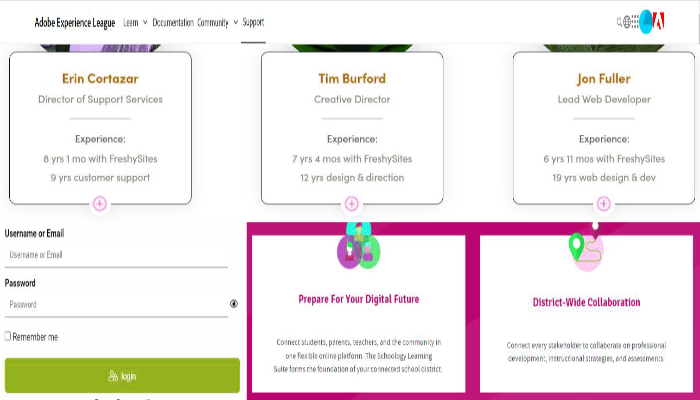 Adobe Experience League Learn Documentation Community Support
Erin Cortazar
Director of Support Services
Experience:
8 yrs 1 mo with FreshySites
9 yrs customer support
Tim Burford
Creative Director
Experience:
7 yrs 4 mos with FreshySites
12 yrs design & direction
Jon Fuller
Lead Web Developer
Experience:
6 yrs 11 mos with FreshySites
19 yrs web design & dev
Username or Email
Username or Email
Password
Password
Remember me
login
Prepare For Your Digital Future
Connect students, parents, teachers, and the community in
one flexible online platform. The Schoology Learning
Suite forms the foundation of your connected school district.
District-Wide Collaboration
Connect every stakeholder to collaborate on professional
development, instructional strategies, and assessments.